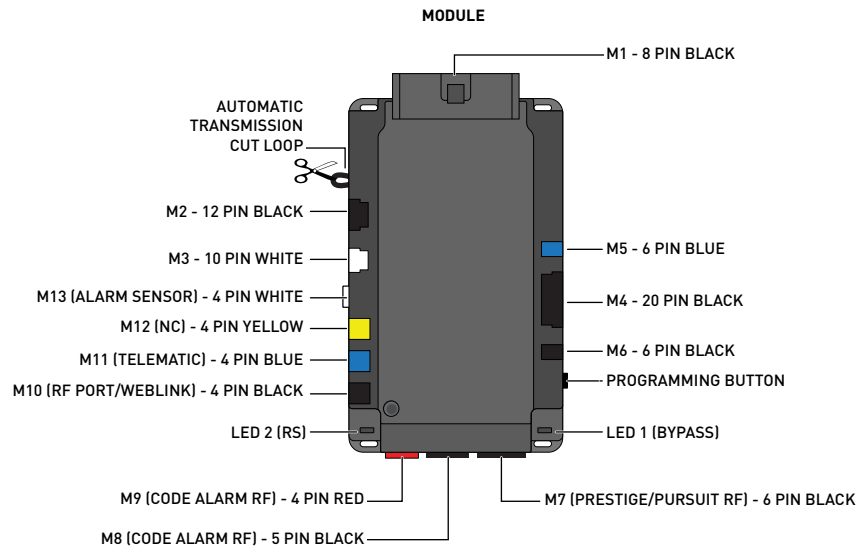 MODULE
M1 - 8 PIN BLACK
AUTOMATIC
TRANSMISSION
CUT LOOP
M2 - 12 PIN BLACK
M3 - 10 PIN WHITE
M13 (ALARM SENSOR) - 4 PIN WHITE
M12 (NC) - 4 PIN YELLOW
M11 (TELEMATIC) - 4 PIN BLUE
M10 (RF PORT/WEBLINK) - 4 PIN BLACK
LED 2 (RS)
M5 - 6 PIN BLUE
M4 - 20 PIN BLACK
M6 - 6 PIN BLACK
PROGRAMMING BUTTON
LED 1 (BYPASS)
M9 (CODE ALARM RF) - 4 PIN RED
M7 (PRESTIGE/PURSUIT RF) - 6 PIN BLACK
M8 (CODE ALARM RF) - 5 PIN BLACK